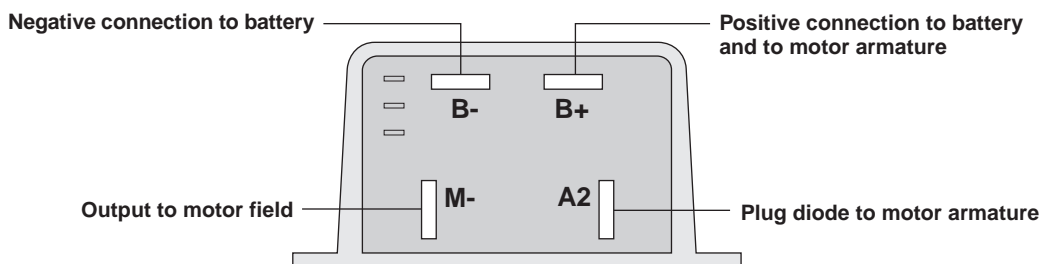 Negative connection to battery
Positive connection to battery
and to motor armature
B-
B+
M-
A2
Output to motor field
Plug diode to motor armature